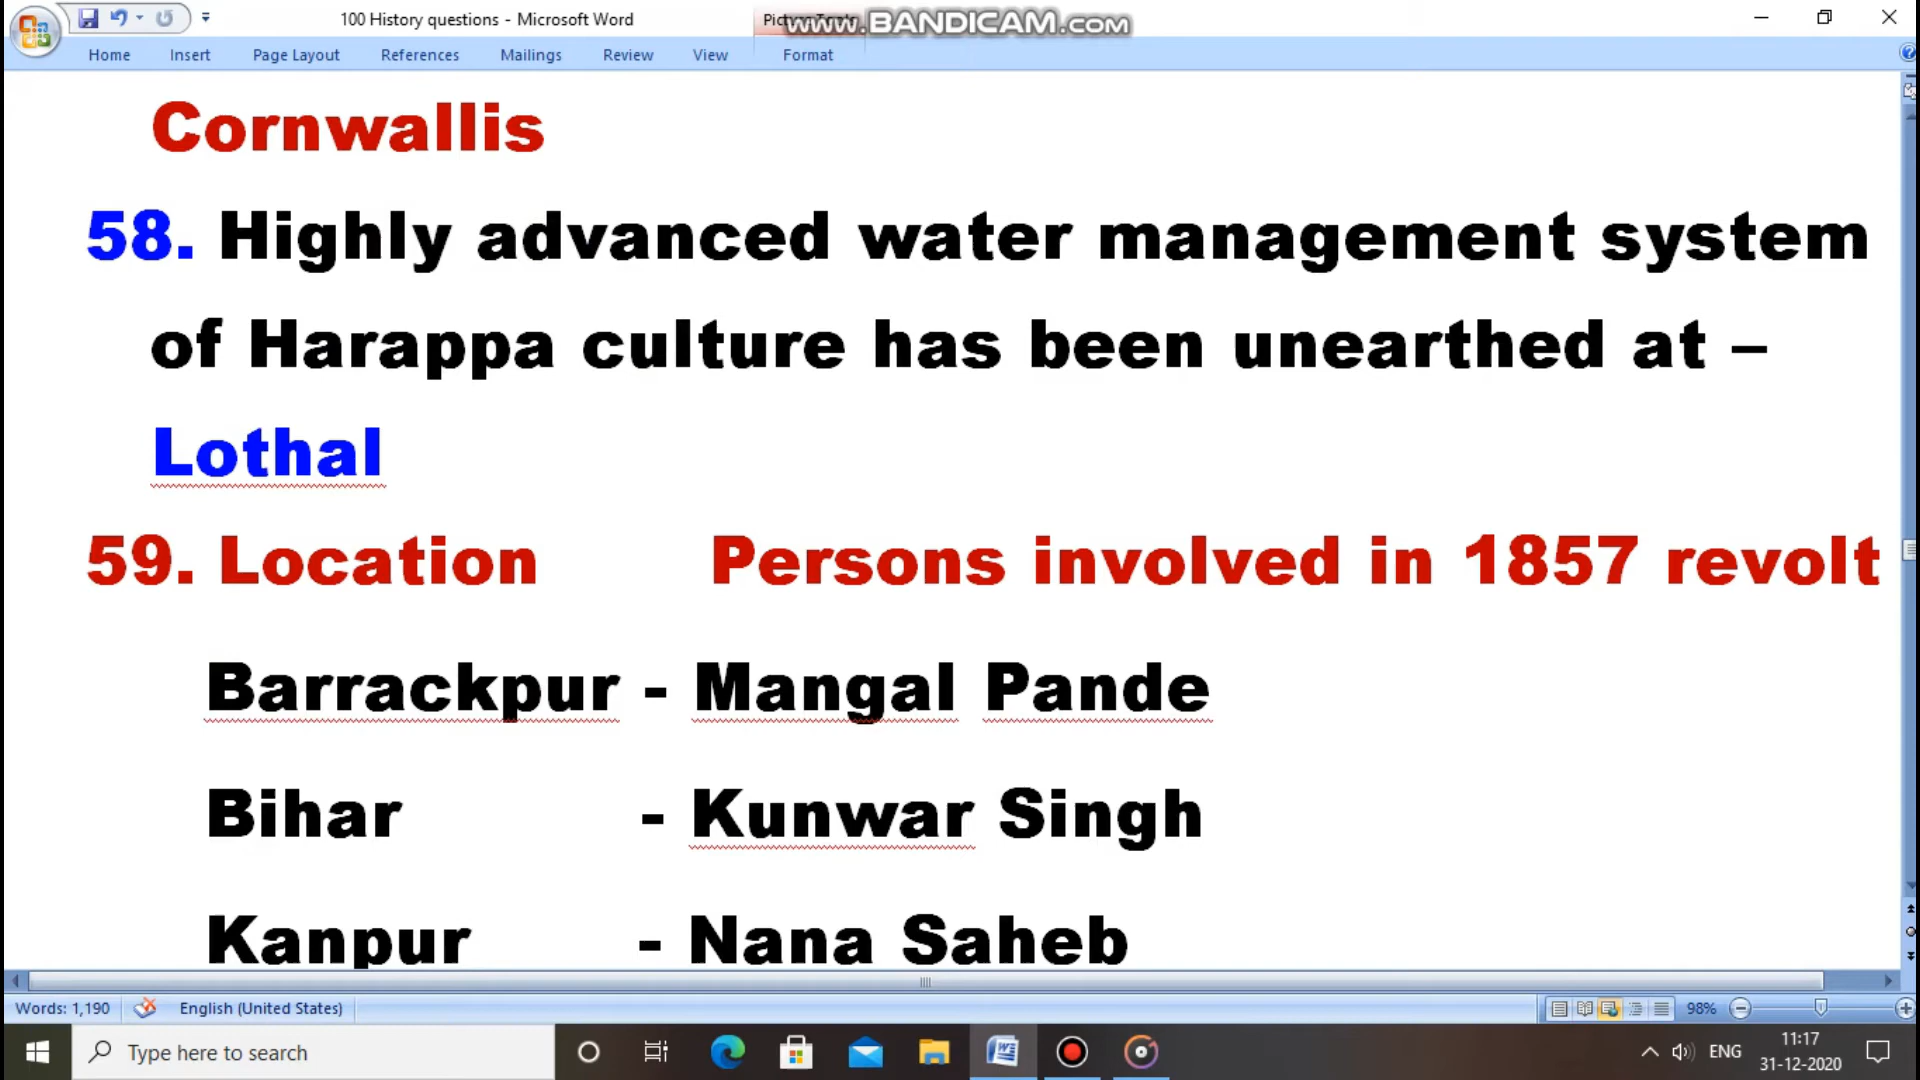 100 History questions - Microsoft Word
www.BANDICAM.com
Home Insert Page Layout References Mailings Review View Format
Cornwallis
58. Highly advanced water management system
of Harappa culture has been unearthed at –
Lothal
59. Location Persons involved in 1857 revolt
Barrackpur - Mangal Pande
Bihar - Kunwar Singh
Kanpur - Nana Saheb
Words: 1,190 English (United States) 98%
Type here to search
ENG
11:17
31-12-2020